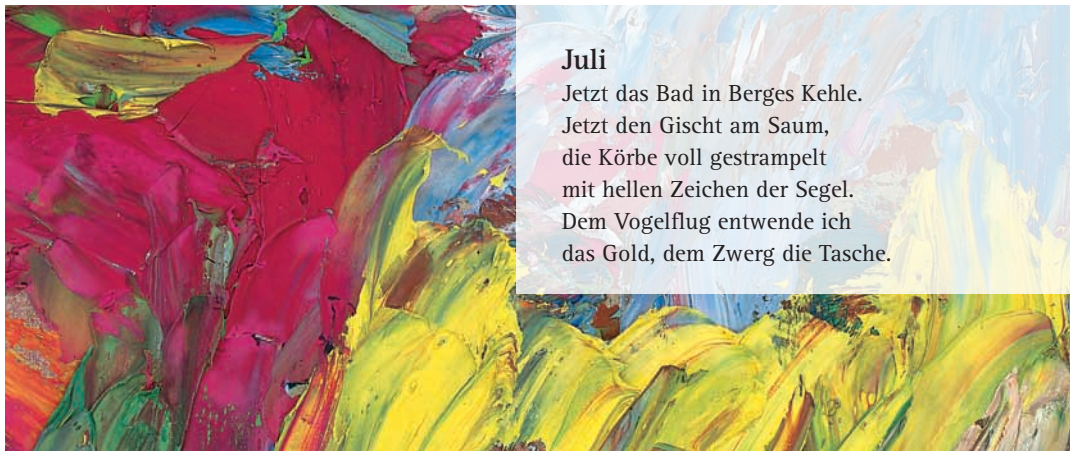 Juli
Jetzt das Bad in Berges Kehle.
Jetzt den Gischt am Saum,
die Körbe voll gestrampelt
mit hellen Zeichen der Segel.
Dem Vogelflug entwende ich
das Gold, dem Zwerg die Tasche.